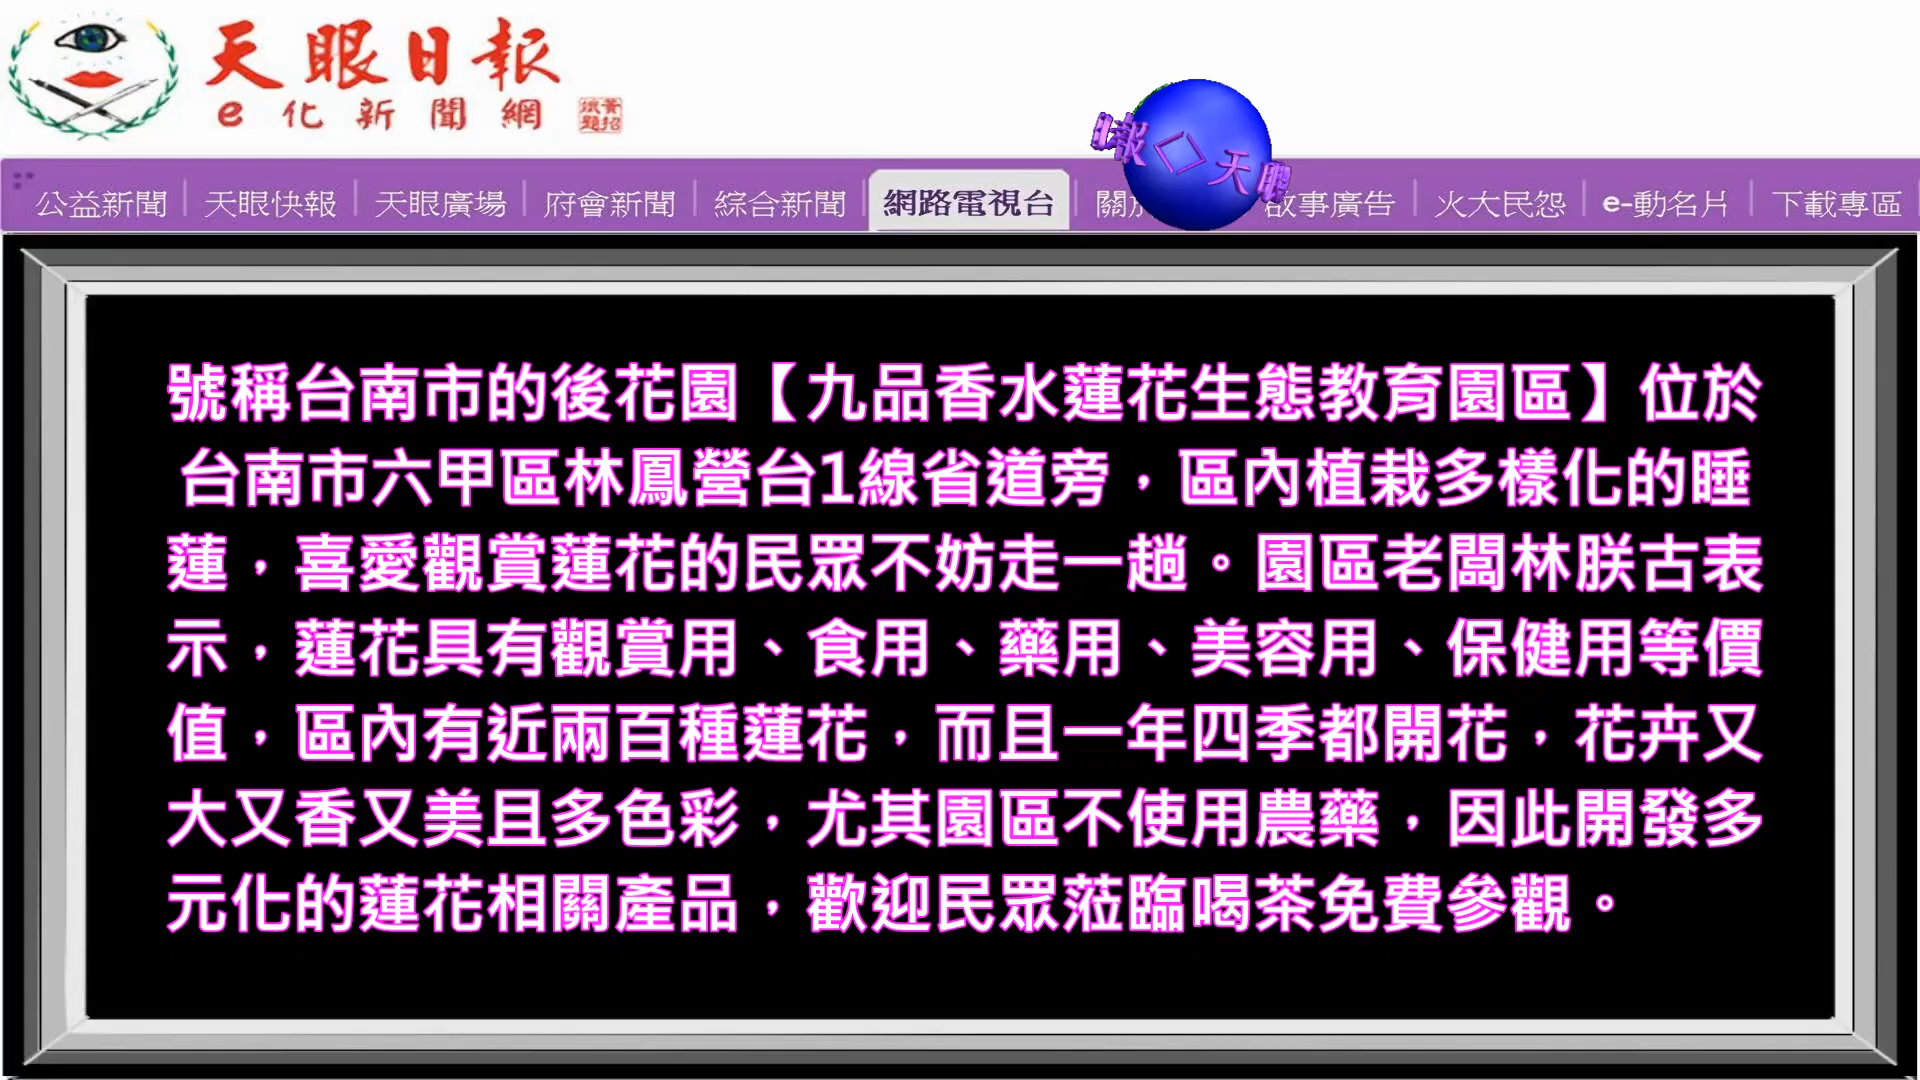 天眼日報
e化新聞網
公益新聞 天眼快報 天眼廣場 府會新聞 綜合新聞 網路電視台 關於 故事廣告 火大民怨 e-動名片 下載專區
號稱台南市的後花園【九品香水蓮花生態教育園區】位於
台南市六甲區林鳳營台1線省道旁，區內植栽多樣化的睡
蓮，喜愛觀賞蓮花的民眾不妨走一趟。園區老闆林朕古表
示，蓮花具有觀賞用、食用、藥用、美容用、保健用等價
值，區內有近兩百種蓮花，而且一年四季都開花，花卉又
大又香又美且多色彩，尤其園區不使用農藥，因此開發多
元化的蓮花相關產品，歡迎民眾蒞臨喝茶免費參觀。